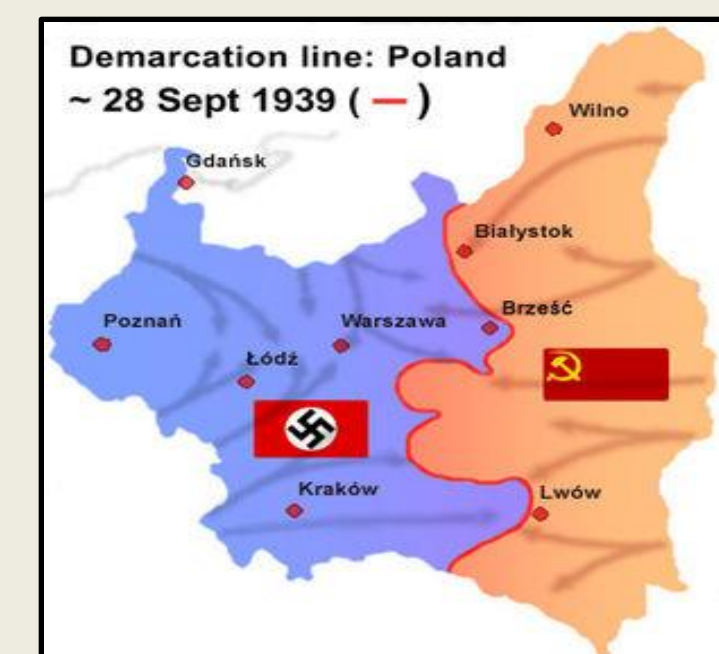 Demarcation line: Poland
~ 28 Sept 1939 ( — )
Wilno
Gdańsk
Białystok
Brześć
Poznań
Warszawa
Łódź
Kraków
Lwów